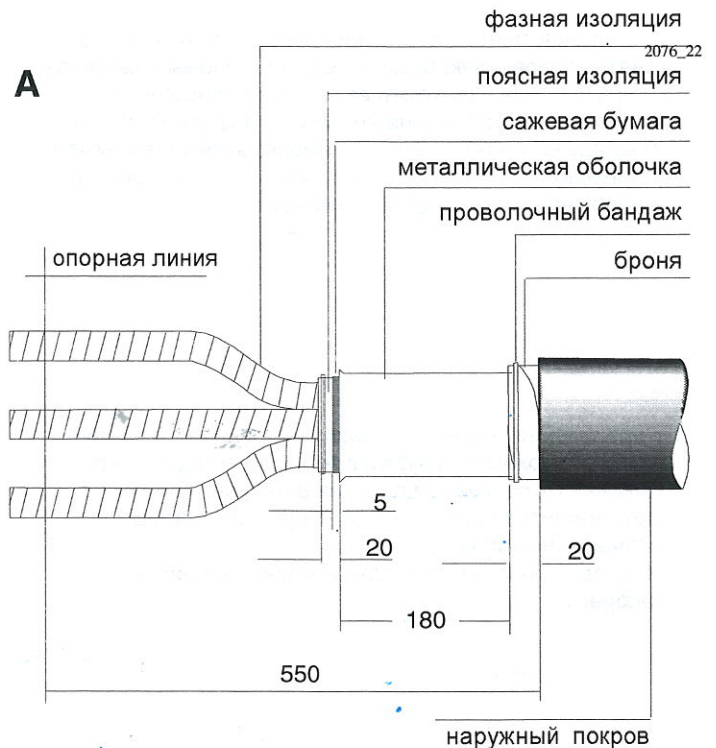 фазная изоляция
2076_22
A
поясная изоляция
сажевая бумага
металлическая оболочка
проволочный бандаж
опорная линия
броня
5
20
20
180
550
наружный покров